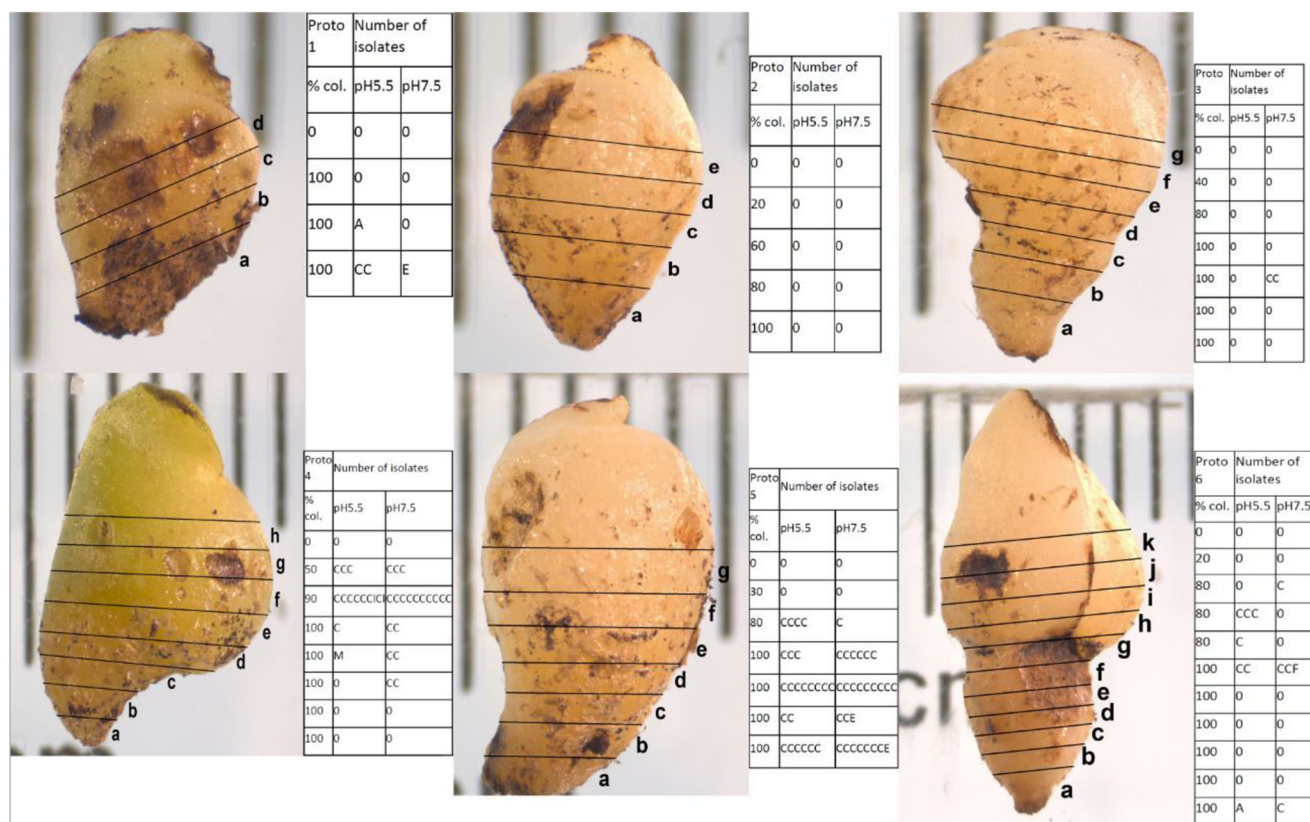 Proto 1 Number of isolates
% col. pH5.5 pH7.5
0 0 0
100 0 0
100 A 0
100 CC E
d
c
b
a
Proto 2 Number of isolates
% col. pH5.5 pH7.5
0 0 0
20 0 0
60 0 0
80 0 0
100 0 0
e
d
c
b
a
Proto 3 Number of isolates
% col. pH5.5 pH7.5
0 0 0
40 0 0
80 0 0
100 0 0
100 0 CC
100 0 0
100 0 0
g
f
e
d
c
b
a
Proto 4 Number of isolates
% col. pH5.5 pH7.5
0 0 0
50 CCC CCC
90
100 C CC
100 M CC
100 0 CC
100 0 0
100 0 0
h
g
f
e
d
c
b
a
Proto 5 Number of isolates
% col. pH5.5 pH7.5
0 0 0
30 0 0
80 CCCC C
100 CCC CCCCCC
100
100 CC CCE
100 CCCCCC CCCCCCCE
g
f
e
d
c
b
a
Proto 6 Number of isolates
% col. pH5.5 pH7.5
0 0 0
20 0 0
80 0 C
80 CCC 0
80 C 0
100 CC CCF
100 0 0
100 0 0
100 0 0
100 0 0
100 A C
k
j
i
h
g
f
e
d
c
b
a